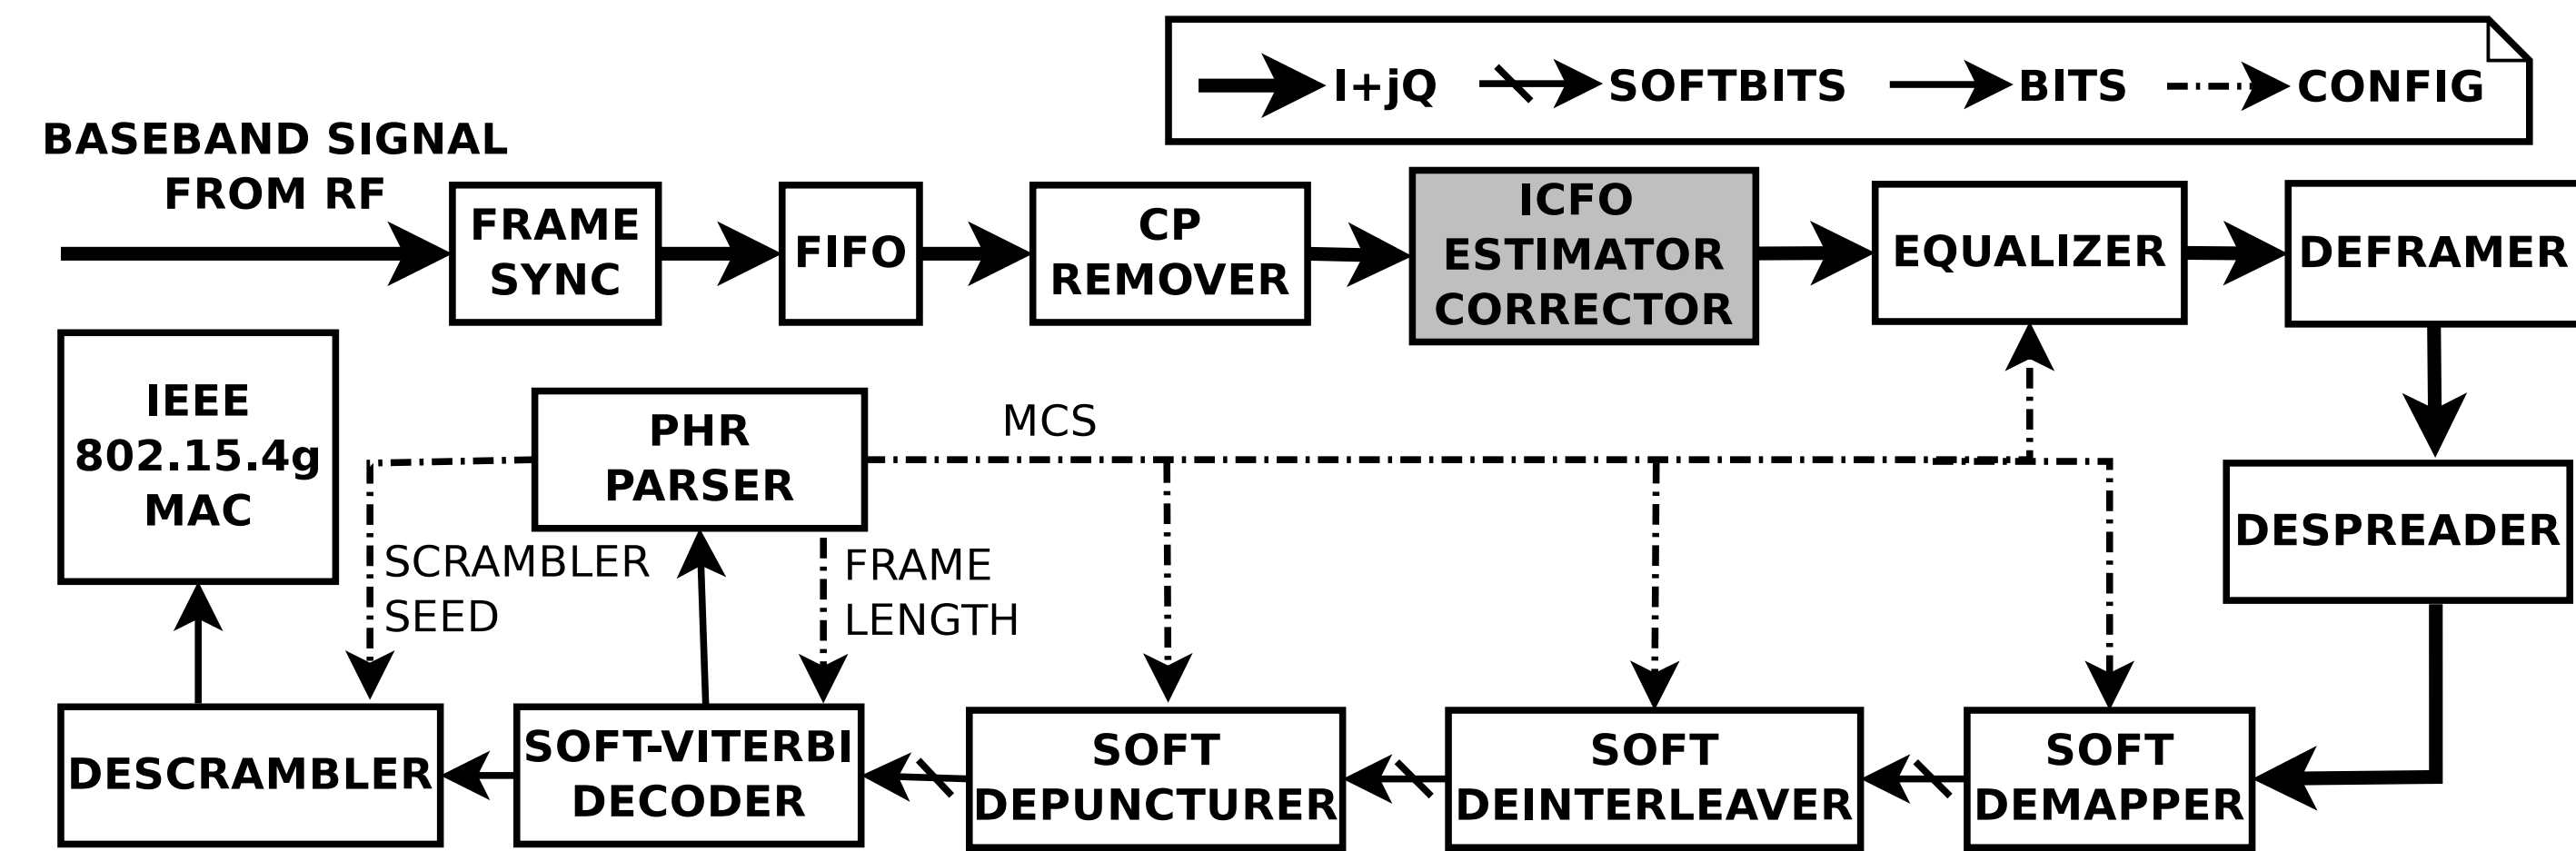 I+jQ SOFTBITS BITS CONFIG
BASEBAND SIGNAL
FROM RF
FRAME
SYNC
FIFO
CP
REMOVER
ICFO
ESTIMATOR
CORRECTOR
EQUALIZER
DEFRAMER
IEEE
802.15.4g
MAC
PHR
PARSER
MCS
DESPREADER
SCRAMBLER
SEED
FRAME
LENGTH
DESCRAMBLER
SOFT-VITERBI
DECODER
SOFT
DEPUNCTURER
SOFT
DEINTERLEAVER
SOFT
DEMAPPER